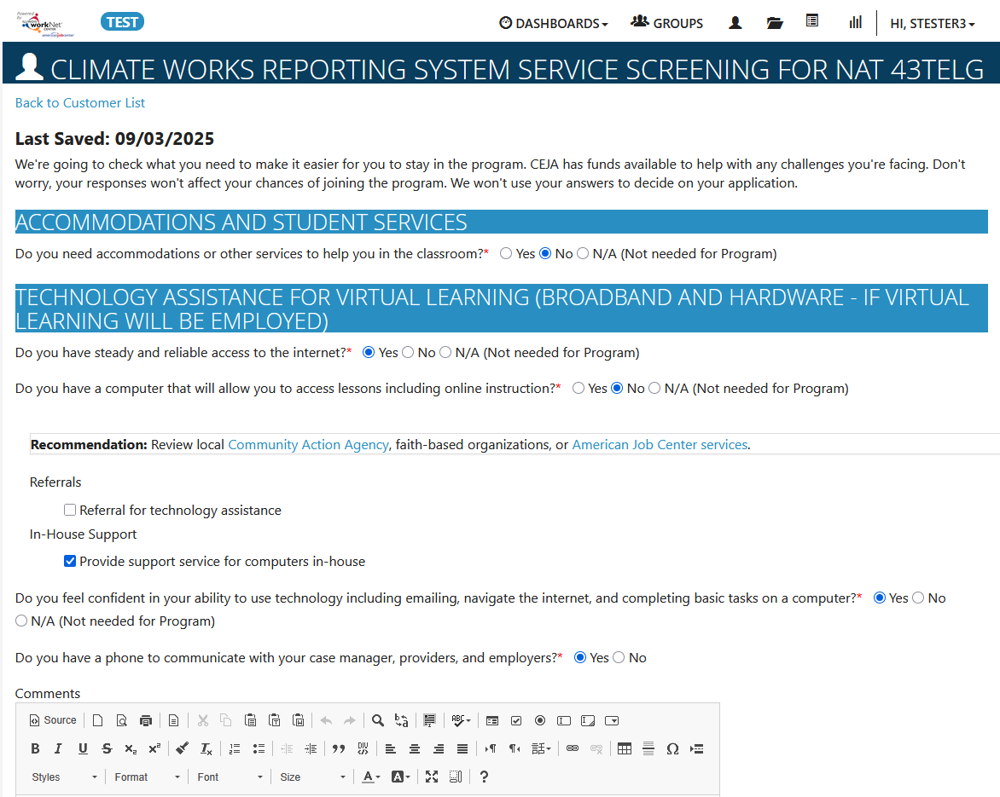 Powered By
ILLINOIS
workNet
CENTER
americanjobcenter
TEST
DASHBOARDS
GROUPS
HI, STESTER3
CLIMATE WORKS REPORTING SYSTEM SERVICE SCREENING FOR NAT 43TELG
Back to Customer List
Last Saved: 09/03/2025
We're going to check what you need to make it easier for you to stay in the program. CEJA has funds available to help with any challenges you're facing. Don't
worry, your responses won't affect your chances of joining the program. We won't use your answers to decide on your application.
ACCOMMODATIONS AND STUDENT SERVICES
Do you need accommodations or other services to help you in the classroom?* Yes No N/A (Not needed for Program)
TECHNOLOGY ASSISTANCE FOR VIRTUAL LEARNING (BROADBAND AND HARDWARE - IF VIRTUAL
LEARNING WILL BE EMPLOYED)
Do you have steady and reliable access to the internet?* Yes No N/A (Not needed for Program)
Do you have a computer that will allow you to access lessons including online instruction?* Yes No N/A (Not needed for Program)
Recommendation: Review local Community Action Agency, faith-based organizations, or American Job Center services.
Referrals
Referral for technology assistance
In-House Support
Provide support service for computers in-house
Do you feel confident in your ability to use technology including emailing, navigate the internet, and completing basic tasks on a computer?* Yes No
N/A (Not needed for Program)
Do you have a phone to communicate with your case manager, providers, and employers?* Yes No
Comments
Source
Styles Format Font Size